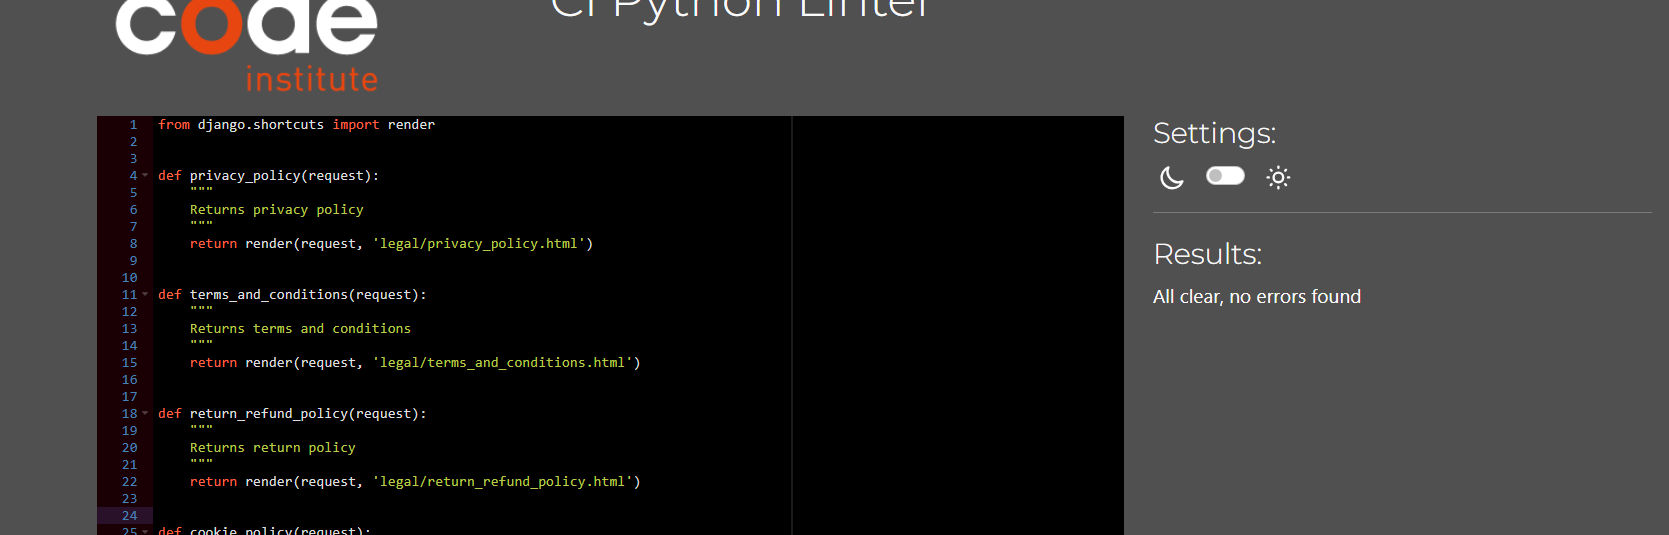 code
institute
CI Python Linter
1 from django.shortcuts import render
2
3
4 def privacy_policy(request):
5 """
6 Returns privacy policy
7 """
8 return render(request, 'legal/privacy_policy.html')
9
10
11 def terms_and_conditions(request):
12 """
13 Returns terms and conditions
14 """
15 return render(request, 'legal/terms_and_conditions.html')
16
17
18 def return_refund_policy(request):
19 """
20 Returns return policy
21 """
22 return render(request, 'legal/return_refund_policy.html')
23
24
25 def cookie_policy(request):
Settings:
Results:
All clear, no errors found